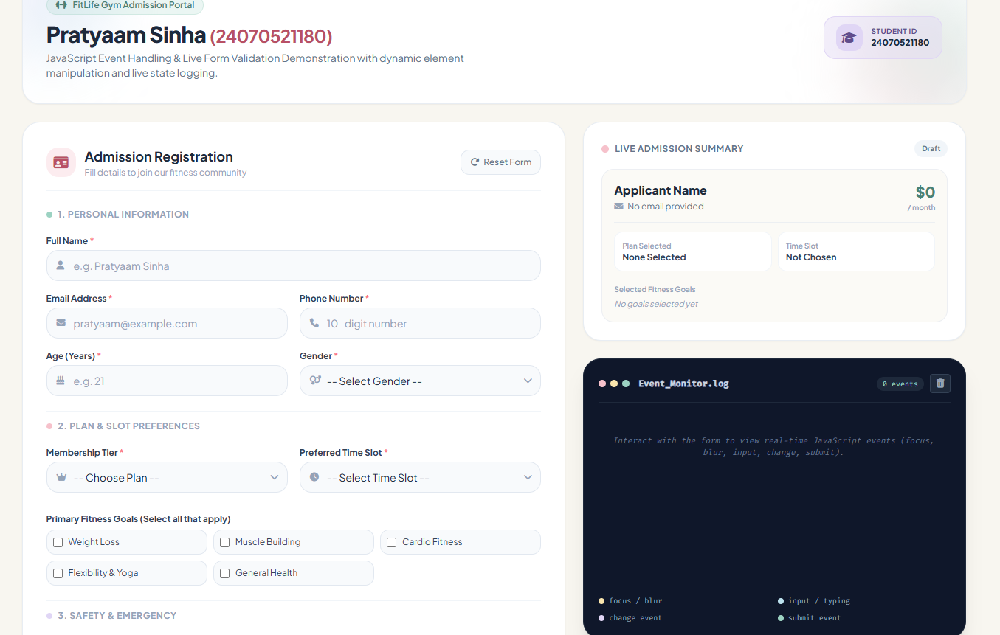 FitLife Gym Admission Portal
Pratyaam Sinha (24070521180)
JavaScript Event Handling & Live Form Validation Demonstration with dynamic element
manipulation and live state logging.
STUDENT ID
24070521180
Admission Registration
Fill details to join our fitness community
Reset Form
1. PERSONAL INFORMATION
Full Name *
e.g. Pratyaam Sinha
Email Address *
Phone Number *
pratyaam@example.com
10-digit number
Age (Years) *
Gender *
e.g. 21
-- Select Gender --
2. PLAN & SLOT PREFERENCES
Membership Tier *
Preferred Time Slot *
-- Choose Plan --
-- Select Time Slot --
Primary Fitness Goals (Select all that apply)
Weight Loss
Muscle Building
Cardio Fitness
Flexibility & Yoga
General Health
3. SAFETY & EMERGENCY
LIVE ADMISSION SUMMARY
Draft
Applicant Name
$0
No email provided
/ month
Plan Selected
None Selected
Time Slot
Not Chosen
Selected Fitness Goals
No goals selected yet
Event_Monitor.log
0 events
Interact with the form to view real-time JavaScript events (focus,
blur, input, change, submit).
focus / blur
input / typing
change event
submit event